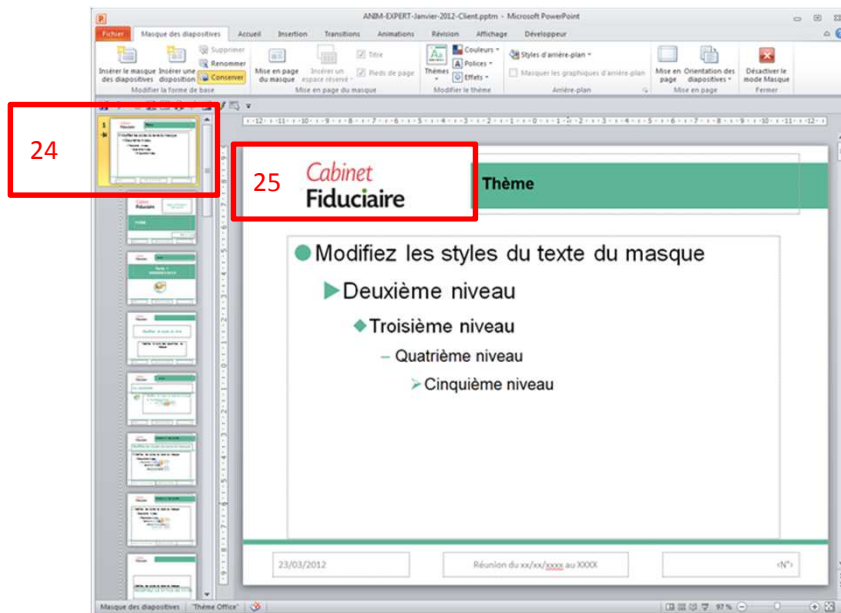 ANIM-EXPERT-Janvier-2012-Client.pptm - Microsoft PowerPoint
Fichier Masque des diapositives Accueil Insertion Transitions Animations Révision Affichage Développeur
Supprimer Titre Couleurs Styles d'arrière-plan
Renommer Polices Masquer les graphiques d'arrière-plan
Conserver Pieds de page Effets
Insérer le masque Insérer une Mise en page Insérer un Thèmes Mise en Orientation des Désactiver le
des diapositives disposition du masque espace réservé page diapositives mode Masque
Modifier la forme de base Mise en page du masque Modifier le thème Arrière-plan Mise en page Fermer
24
1
25
Cabinet
Fiduciaire
Thème
Modifiez les styles du texte du masque
Deuxième niveau
Troisième niveau
– Quatrième niveau
Cinquième niveau
23/03/2012 Réunion du xx/xx/xxxx au XXXX ‹N°›
Masque des diapositives "Thème Office" 97 %